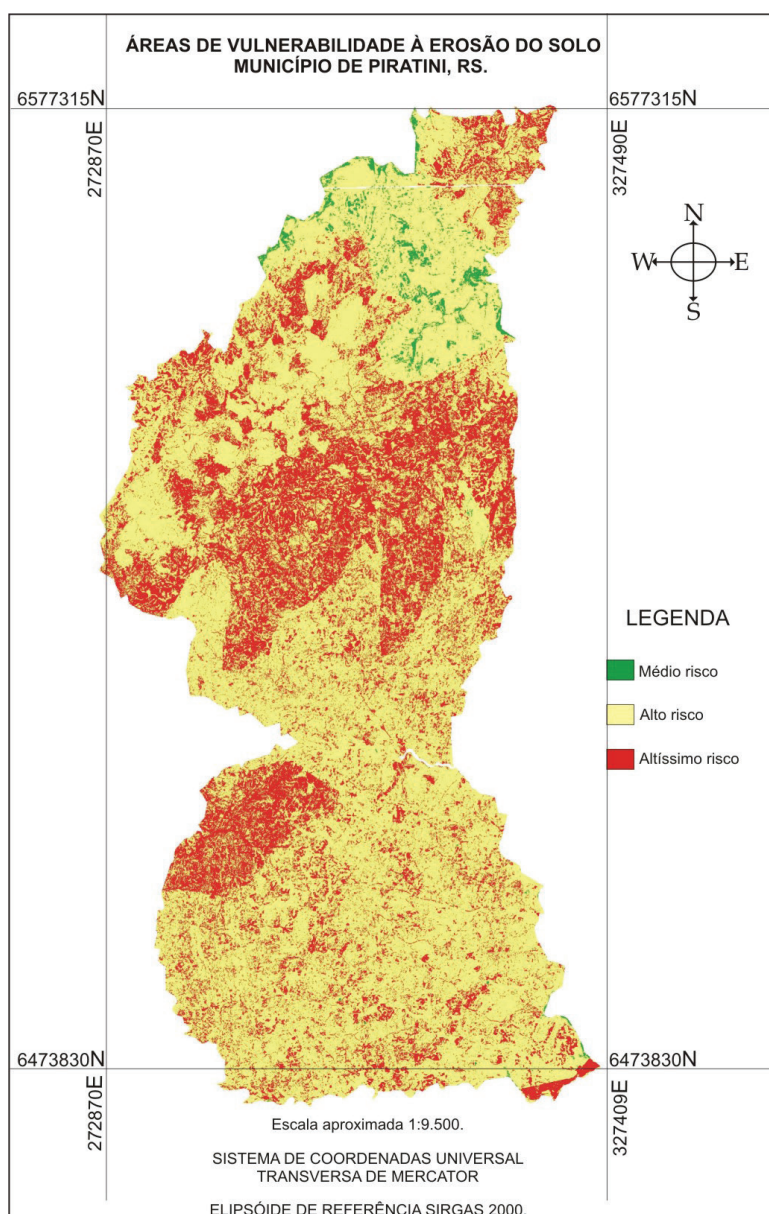 ÁREAS DE VULNERABILIDADE À EROSÃO DO SOLO
MUNICÍPIO DE PIRATINI, RS.
6577315N
6577315N
272870E
327490E
N
W
E
S
LEGENDA
Médio risco
Alto risco
Altíssimo risco
6473830N
6473830N
272870E
327409E
Escala aproximada 1:9.500.
SISTEMA DE COORDENADAS UNIVERSAL
TRANSVERSA DE MERCATOR
ELIPSÓIDE DE REFERÊNCIA SIRGAS 2000.